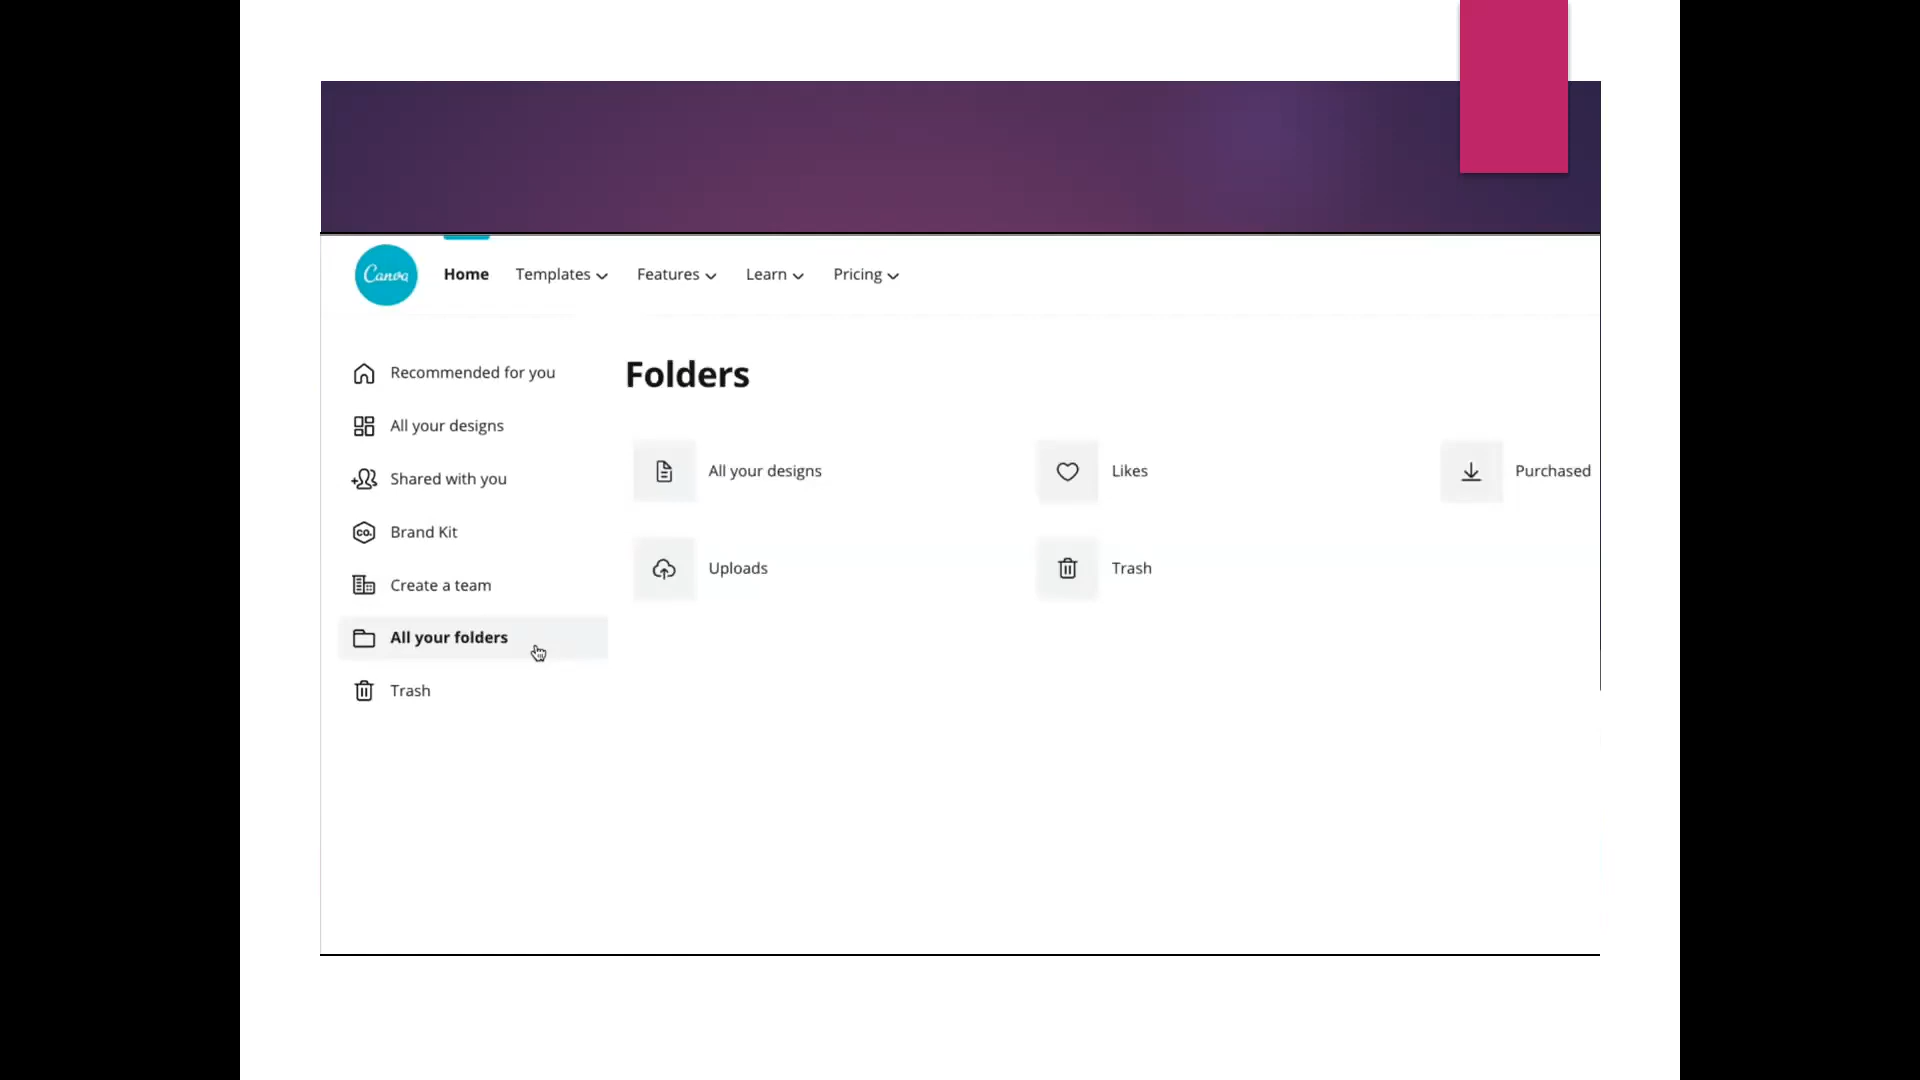 Canva
Home Templates Features Learn Pricing
Recommended for you
All your designs
Shared with you
Brand Kit
CO.
Create a team
All your folders
Trash
Folders
All your designs
Likes
Purchased
Uploads
Trash